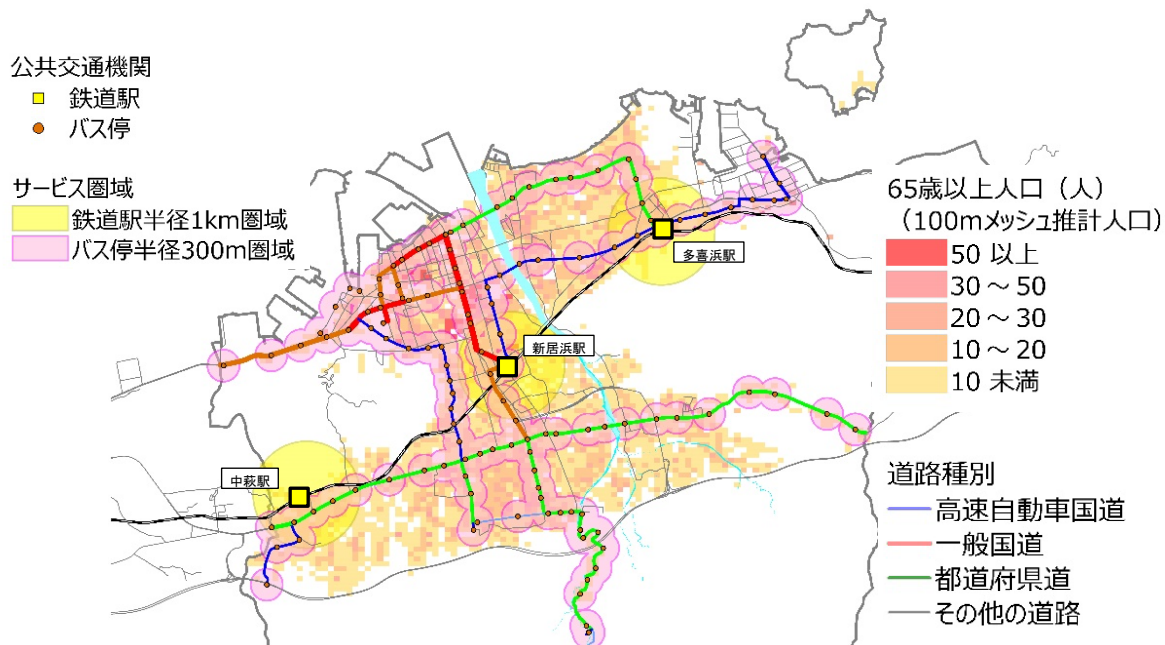 公共交通機関
鉄道駅
バス停
サービス圏域
鉄道駅半径1km圏域
バス停半径300m圏域
多喜浜駅
新居浜駅
中萩駅
65歳以上人口（人）
（100mメッシュ推計人口）
50 以上
30～50
20～30
10～20
10 未満
道路種別
高速自動車国道
一般国道
都道府県道
その他の道路